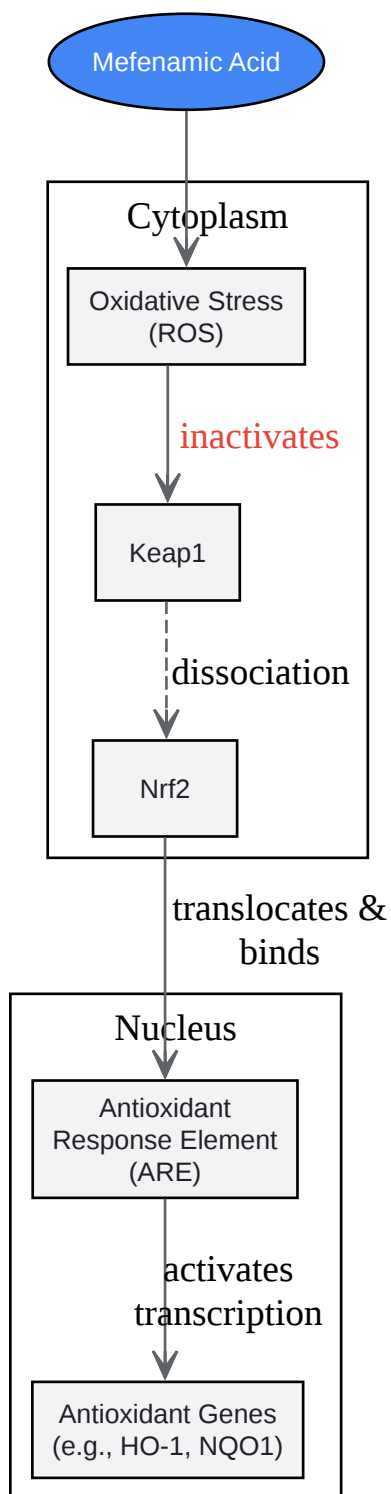 Mefenamic Acid
Cytoplasm
Oxidative Stress
(ROS)
inactivates
Keap1
dissociation
Nrf2
translocates &
binds
Nucleus
Antioxidant
Response Element
(ARE)
activates
transcription
Antioxidant Genes
(e.g., HO-1, NQO1)